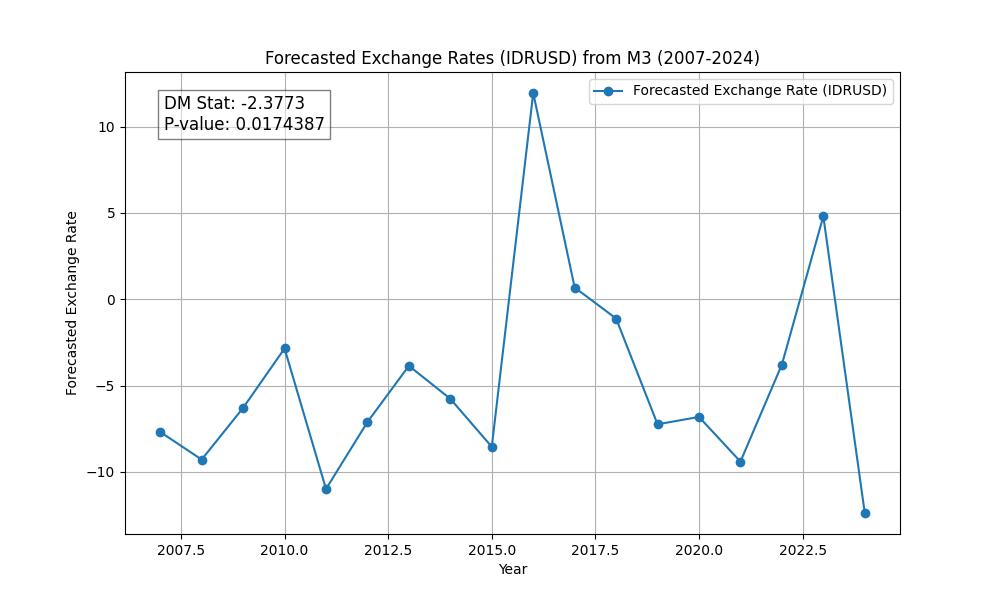 Forecasted Exchange Rates (IDRUSD) from M3 (2007-2024)
DM Stat: -2.3773
P-value: 0.0174387
Forecasted Exchange Rate (IDRUSD)
Forecasted Exchange Rate
10
5
0
−5
−10
2007.5 2010.0 2012.5 2015.0 2017.5 2020.0 2022.5
Year